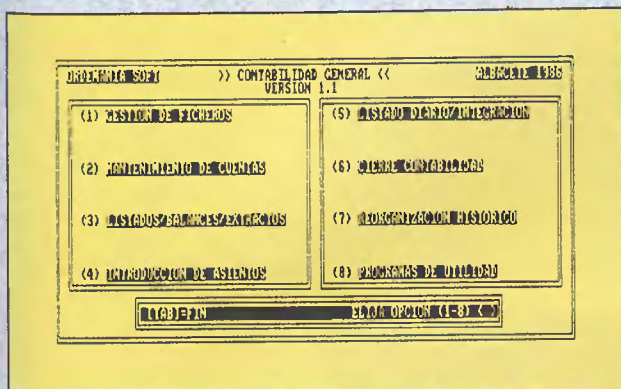 ORDEMANIA SOFT >> CONTABILIDAD GENERAL << ALBACETE 1986
VERSION 1.1
(1) GESTION DE FICHEROS
(2) MANTENIMIENTO DE CUENTAS
(3) LISTADOS/BALANCES/EXTRACTOS
(4) INTRODUCCION DE ASIENTOS
(5) LISTADO DIARIO/INTEGRACION
(6) CIERRE CONTABILIDAD
(7) REORGANIZACION HISTORICO
(8) PROGRAMAS DE UTILIDAD
[TAB]=FIN ELIJA OPCION (1-8) ( )